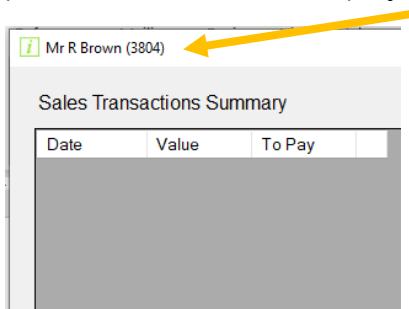 Mr R Brown (3804)
Sales Transactions Summary
Date Value To Pay